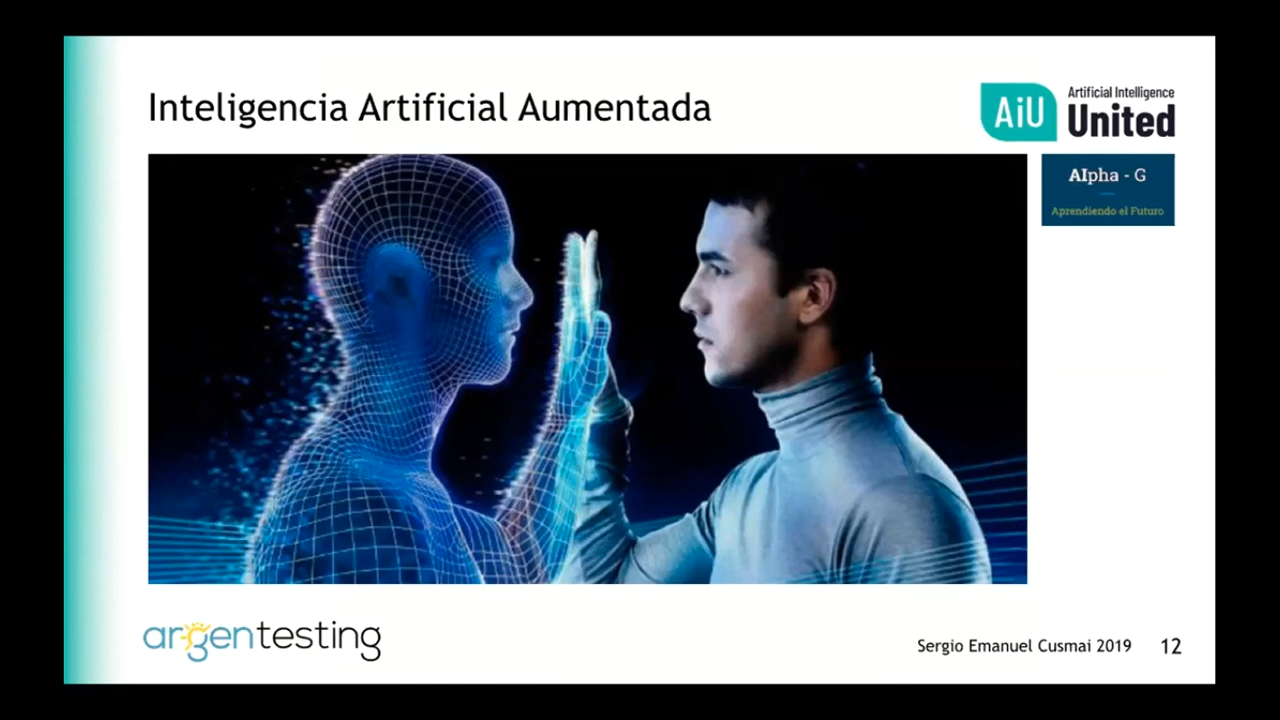 Inteligencia Artificial Aumentada
AiU
Artificial Intelligence
United
AIpha - G
Aprendiendo el Futuro
argentesting
Sergio Emanuel Cusmai 2019
12